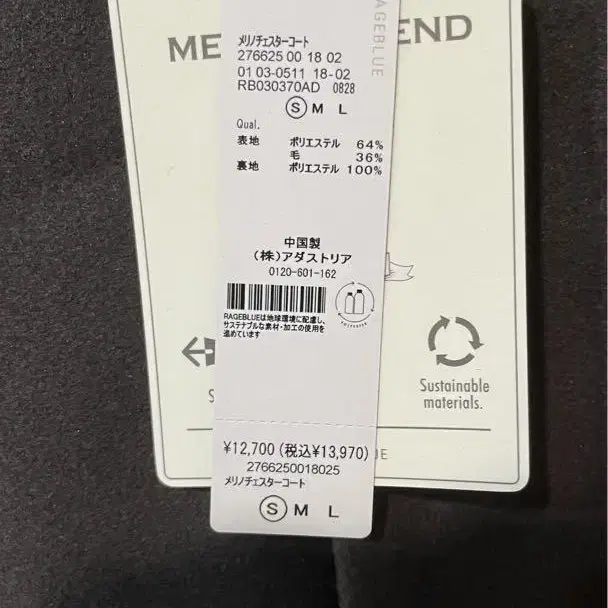 RAGEBLUE
ME
END
メリノチェスターコート
276625 00 18 02
01 03-0511 18-02
RB030370AD 0828
S M L
Qual.
表地 ポリエステル 64%
毛 36%
裏地 ポリエステル 100%
中国製
(株)アダストリア
0120-601-162
RAGEBLUEは地球環境に配慮し、
サステナブルな素材・加工の使用を
進めています
S
Sustainable
materials.
¥12,700(税込¥13,970)
2766250018025
メリノチェスターコート
S M L